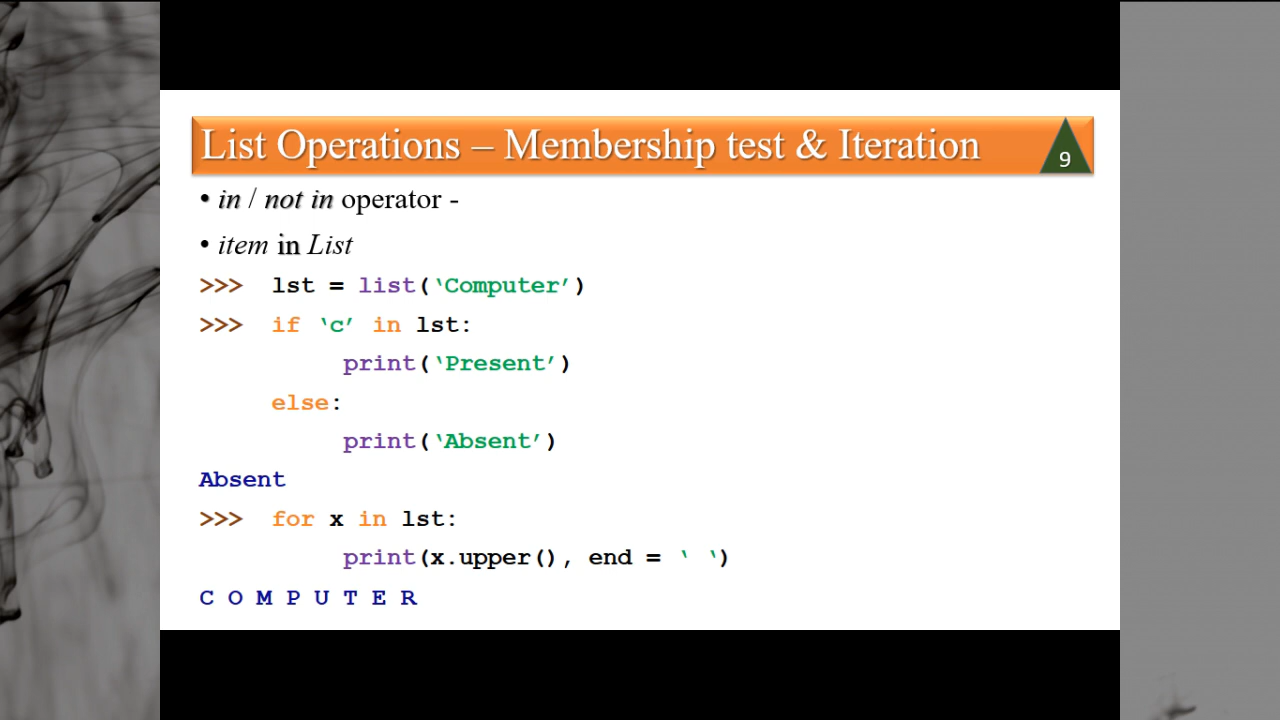 List Operations – Membership test & Iteration
9
• in / not in operator -
• item in List
>>> lst = list(‘Computer’)
>>> if ‘c’ in lst:
print(‘Present’)
else:
print(‘Absent’)
Absent
>>> for x in lst:
print(x.upper(), end = ‘ ‘)
C O M P U T E R